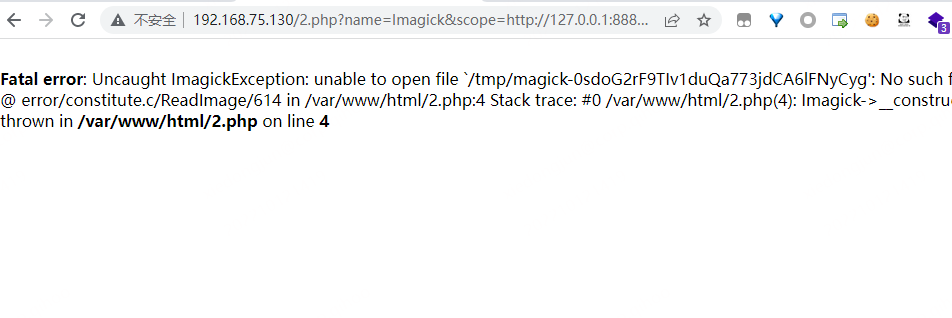 不安全 192.168.75.130/2.php?name=Imagick&scope=http://127.0.0.1:888...
Fatal error: Uncaught ImagickException: unable to open file `/tmp/magick-0sdoG2rF9TIv1duQa773jdCA6lFNyCyg': No such f
@ error/constitute.c/ReadImage/614 in /var/www/html/2.php:4 Stack trace: #0 /var/www/html/2.php(4): Imagick->__constru
thrown in /var/www/html/2.php on line 4
3